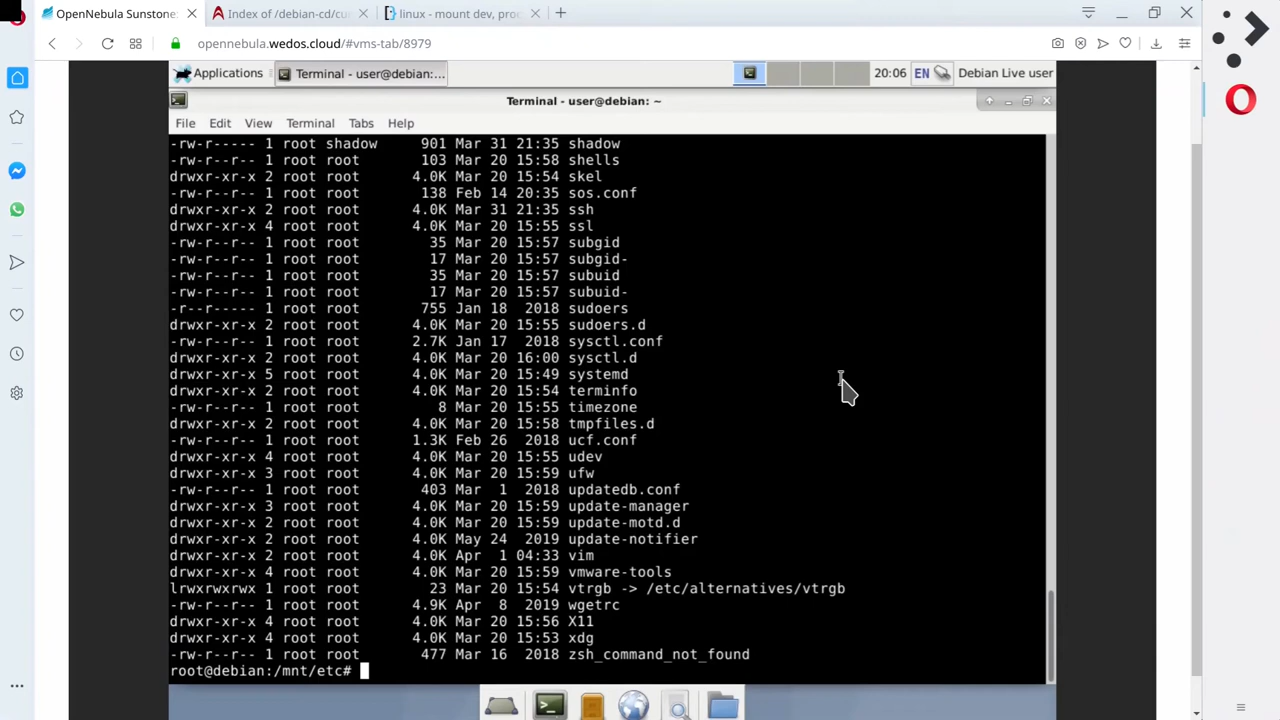 OpenNebula Sunstone:
Index of /debian-cd/cu
linux - mount dev, proc
opennebula.wedos.cloud/#vms-tab/8979
Applications
Terminal - user@debian:...
20:06
EN
Debian Live user
Terminal - user@debian: ~
File Edit View Terminal Tabs Help
-rw-r----- 1 root shadow 901 Mar 31 21:35 shadow
-rw-r--r-- 1 root root 103 Mar 20 15:58 shells
drwxr-xr-x 2 root root 4.0K Mar 20 15:54 skel
-rw-r--r-- 1 root root 138 Feb 14 20:35 sos.conf
drwxr-xr-x 2 root root 4.0K Mar 31 21:35 ssh
drwxr-xr-x 4 root root 4.0K Mar 20 15:55 ssl
-rw-r--r-- 1 root root 35 Mar 20 15:57 subgid
-rw-r--r-- 1 root root 17 Mar 20 15:57 subgid-
-rw-r--r-- 1 root root 35 Mar 20 15:57 subuid
-rw-r--r-- 1 root root 17 Mar 20 15:57 subuid-
-r--r----- 1 root root 755 Jan 18 2018 sudoers
drwxr-xr-x 2 root root 4.0K Mar 20 15:55 sudoers.d
-rw-r--r-- 1 root root 2.7K Jan 17 2018 sysctl.conf
drwxr-xr-x 2 root root 4.0K Mar 20 16:00 sysctl.d
drwxr-xr-x 5 root root 4.0K Mar 20 15:49 systemd
drwxr-xr-x 2 root root 4.0K Mar 20 15:54 terminfo
-rw-r--r-- 1 root root 8 Mar 20 15:55 timezone
drwxr-xr-x 2 root root 4.0K Mar 20 15:58 tmpfiles.d
-rw-r--r-- 1 root root 1.3K Feb 26 2018 ucf.conf
drwxr-xr-x 4 root root 4.0K Mar 20 15:55 udev
drwxr-xr-x 3 root root 4.0K Mar 20 15:59 ufw
-rw-r--r-- 1 root root 403 Mar 1 2018 updatedb.conf
drwxr-xr-x 3 root root 4.0K Mar 20 15:59 update-manager
drwxr-xr-x 2 root root 4.0K Mar 20 15:59 update-motd.d
drwxr-xr-x 2 root root 4.0K May 24 2019 update-notifier
drwxr-xr-x 2 root root 4.0K Apr 1 04:33 vim
drwxr-xr-x 4 root root 4.0K Mar 20 15:59 vmware-tools
lrwxrwxrwx 1 root root 23 Mar 20 15:54 vtrgb -> /etc/alternatives/vtrgb
-rw-r--r-- 1 root root 4.9K Apr 8 2019 wgetrc
drwxr-xr-x 4 root root 4.0K Mar 20 15:56 X11
drwxr-xr-x 4 root root 4.0K Mar 20 15:53 xdg
-rw-r--r-- 1 root root 477 Mar 16 2018 zsh_command_not_found
root@debian:/mnt/etc#